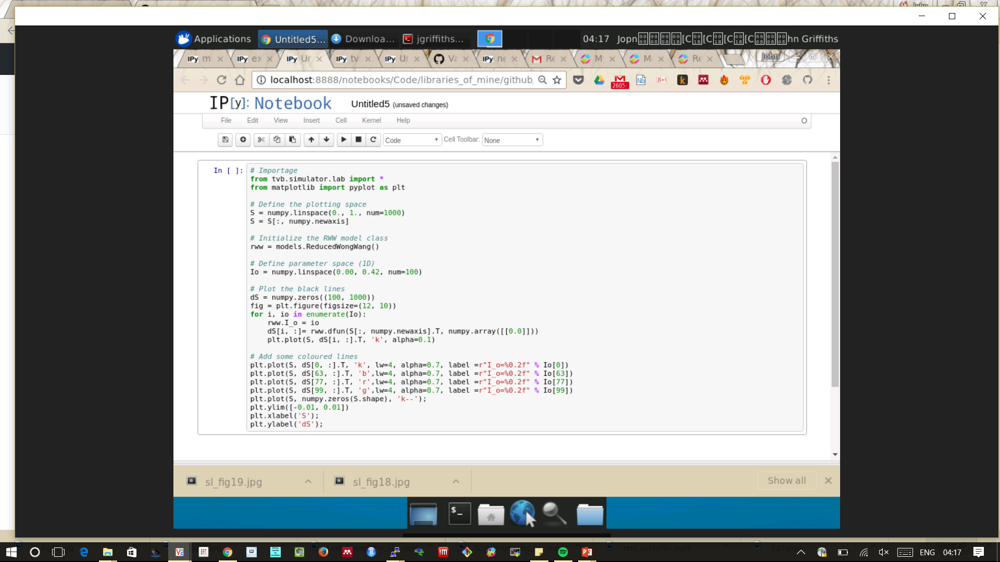 John
Applications
Untitled5...
Downloa...
jgriffiths...
04:17
IPy m
IPy ex
IPy Ur
IPy tv
IPy Ur
Va
IPy ne
Re
M
M
Re
John
localhost:8888/notebooks/Code/libraries_of_mine/github
2605
IP[y]: Notebook
Untitled5 (unsaved changes)
File Edit View Insert Cell Kernel Help
Code
Cell Toolbar: None
In [ ]:
# Importage
from tvb.simulator.lab import *
from matplotlib import pyplot as plt
# Define the plotting space
S = numpy.linspace(0., 1., num=1000)
S = S[:, numpy.newaxis]
# Initialize the RWW model class
rww = models.ReducedWongWang()
# Define parameter space (1D)
Io = numpy.linspace(0.00, 0.42, num=100)
# Plot the black lines
dS = numpy.zeros((100, 1000))
fig = plt.figure(figsize=(12, 10))
for i, io in enumerate(Io):
    rww.I_o = io
    dS[i, :]= rww.dfun(S[:, numpy.newaxis].T, numpy.array([[0.0]]))
    plt.plot(S, dS[i, :].T, 'k', alpha=0.1)
# Add some coloured lines
plt.plot(S, dS[0, :].T, 'k', lw=4, alpha=0.7, label =r"I_o=%0.2f" % Io[0])
plt.plot(S, dS[63, :].T, 'b',lw=4, alpha=0.7, label =r"I_o=%0.2f" % Io[63])
plt.plot(S, dS[77, :].T, 'r',lw=4, alpha=0.7, label =r"I_o=%0.2f" % Io[77])
plt.plot(S, dS[99, :].T, 'g',lw=4, alpha=0.7, label =r"I_o=%0.2f" % Io[99])
plt.plot(S, numpy.zeros(S.shape), 'k--');
plt.ylim([-0.01, 0.01])
plt.xlabel('S');
plt.ylabel('dS');
sl_fig19.jpg
sl_fig18.jpg
Show all
test_videofile.mp4
ENG
04:17